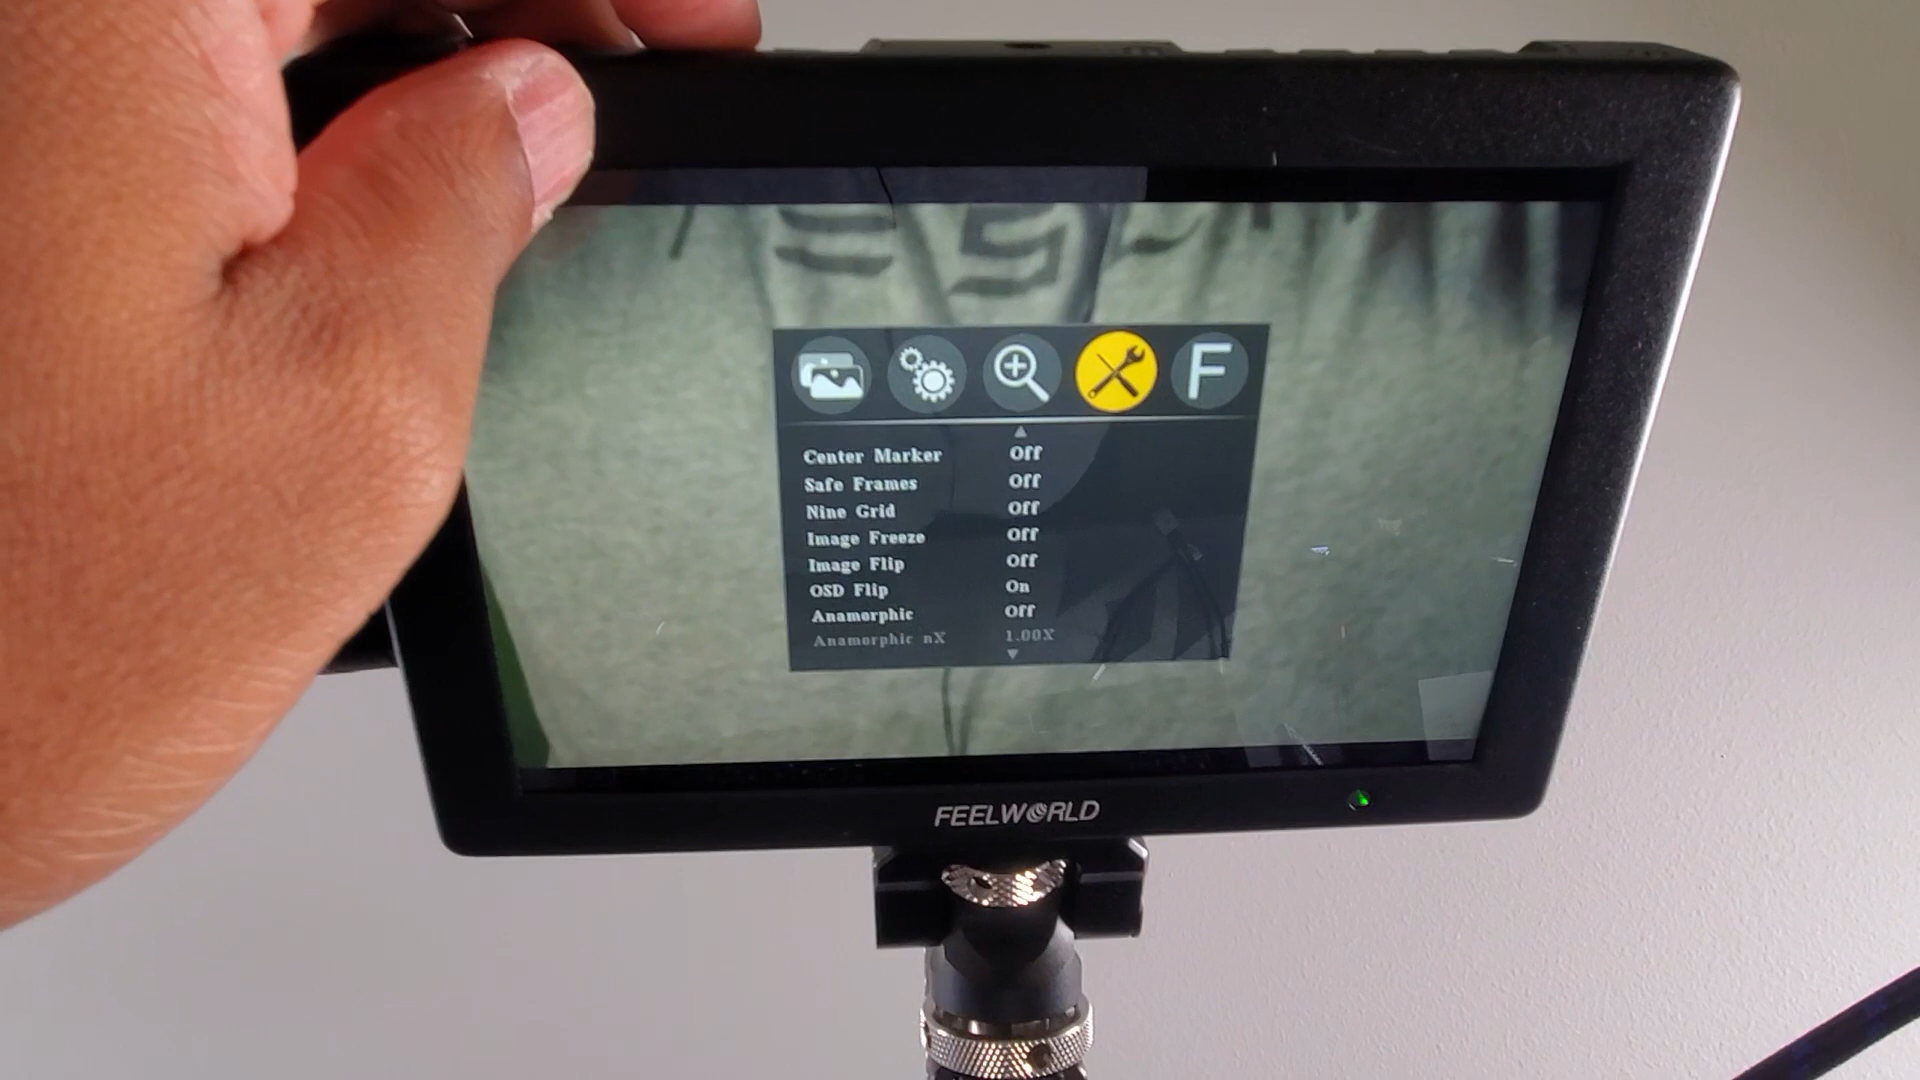 F
Center Marker Off
Safe Frames Off
Nine Grid Off
Image Freeze Off
Image Flip Off
OSD Flip On
Anamorphic Off
Anamorphic nX 1.00X
FEELWORLD